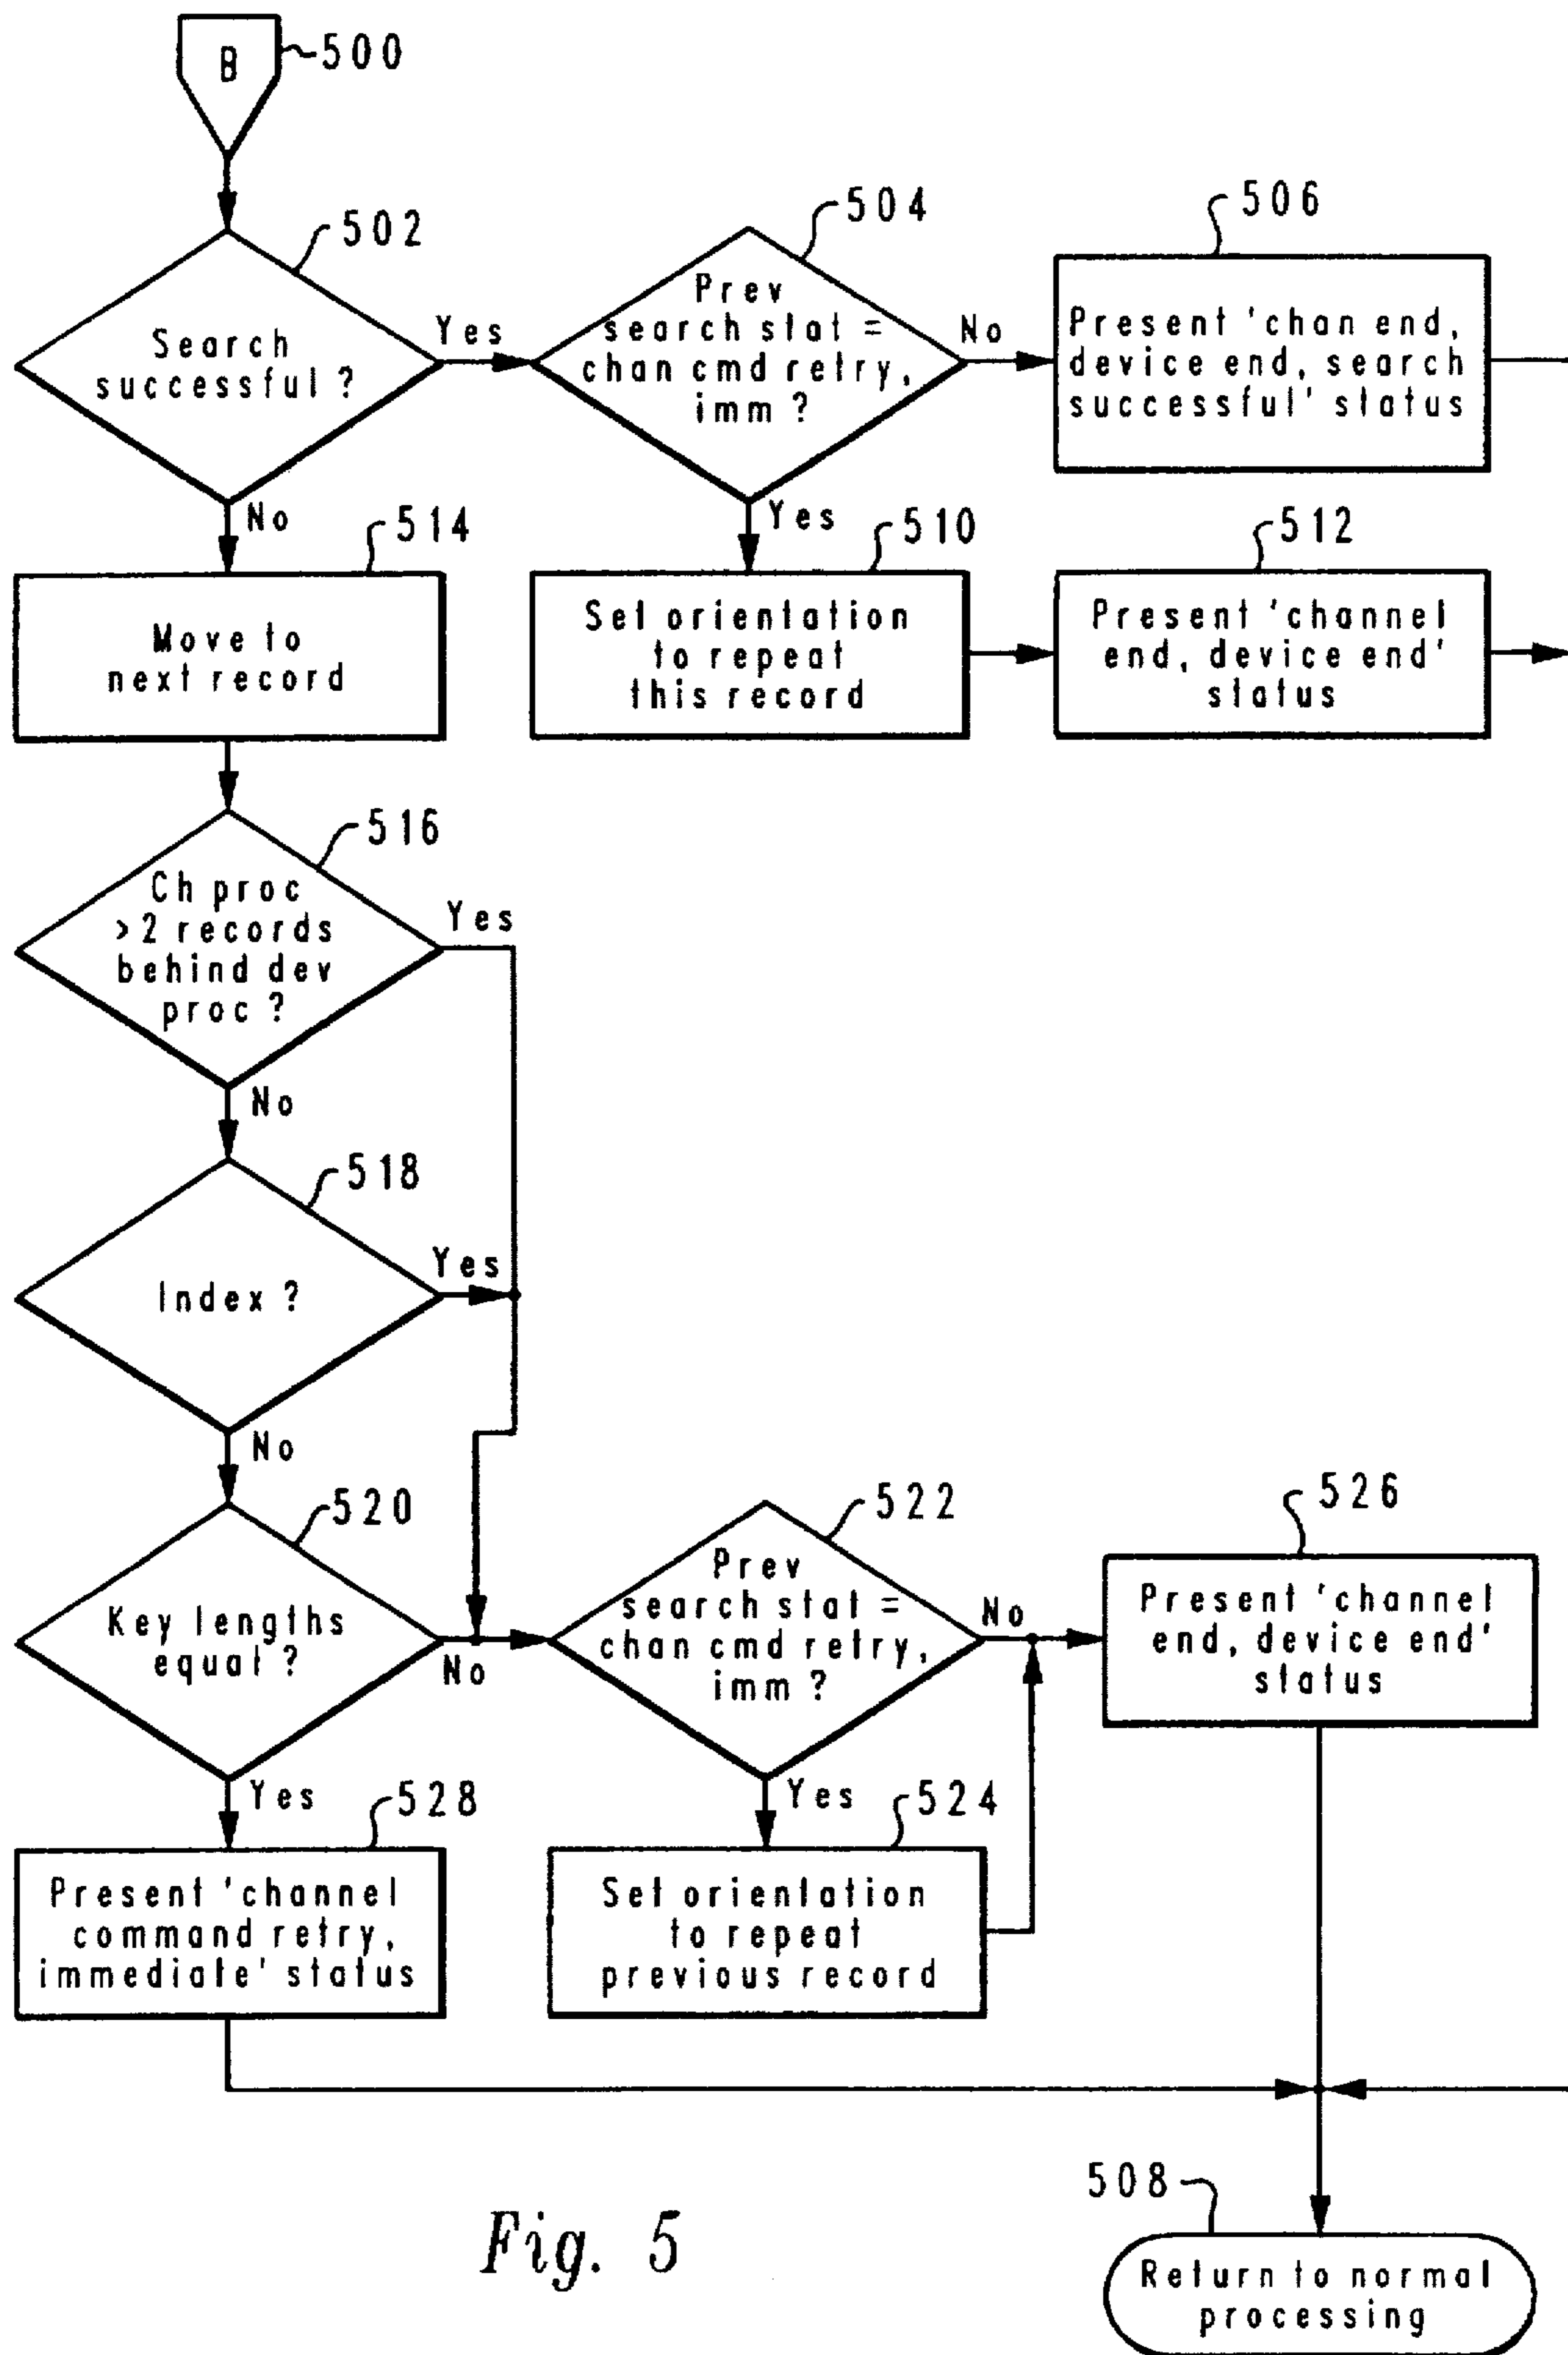 B
500
502
Search
successful ?
Yes
No
504
Prev
search stat =
chan cmd retry,
imm ?
No
Yes
506
Present 'chan end,
device end, search
successful' status
514
Move to
next record
510
Set orientation
to repeat
this record
512
Present 'channel
end, device end'
status
516
Ch proc
>2 records
behind dev
proc ?
Yes
No
518
Index ?
Yes
No
520
Key lengths
equal ?
No
Yes
522
Prev
search stat =
chan cmd retry,
imm ?
No
Yes
526
Present 'channel
end, device end'
status
528
Present 'channel
command retry,
immediate' status
524
Set orientation
to repeat
previous record
508
Return to normal
processing
Fig. 5